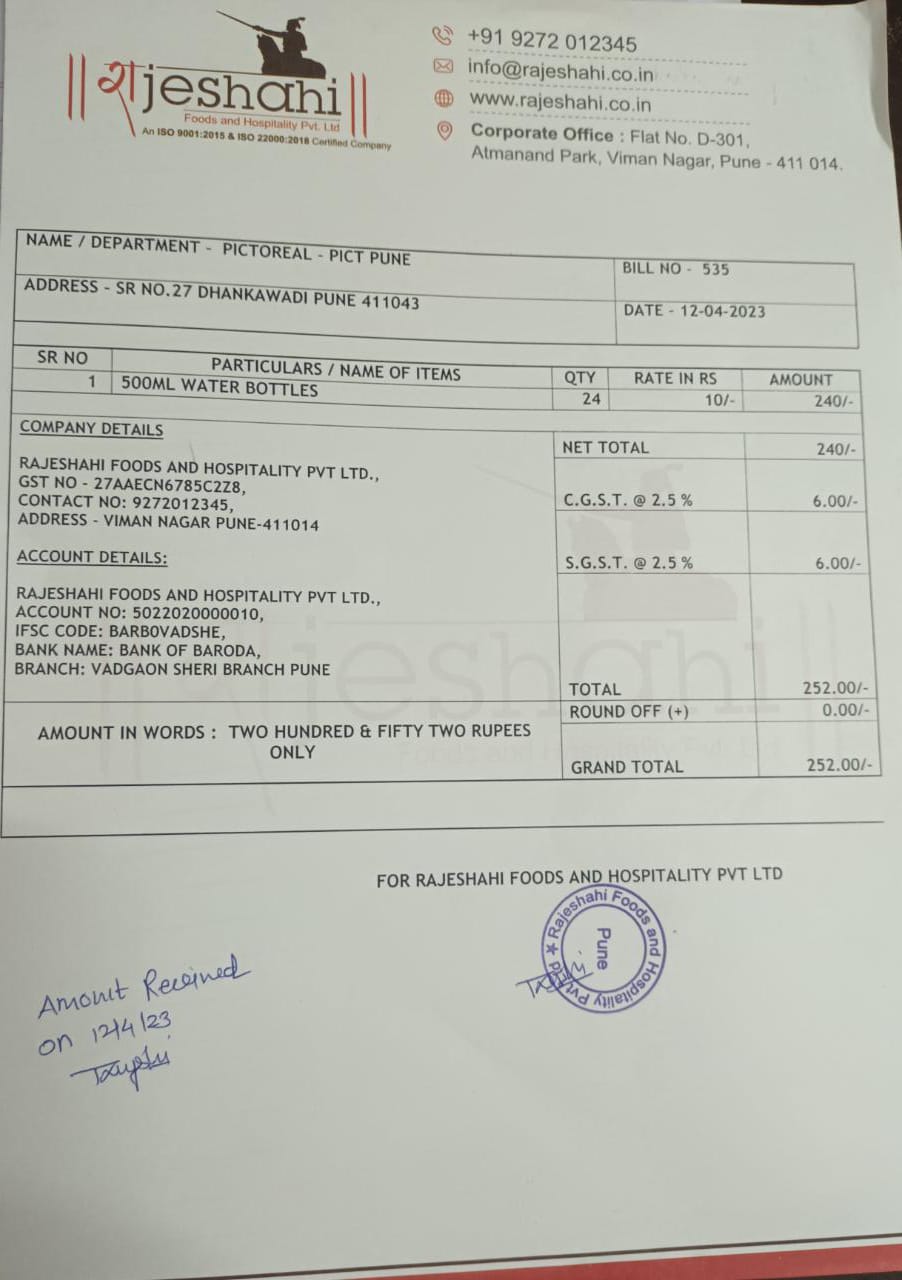 || राjeshahi ||
Foods and Hospitality Pvt. Ltd
An ISO 9001:2015 & ISO 22000:2018 Certified Company
+91 9272 012345
info@rajeshahi.co.in
www.rajeshahi.co.in
Corporate Office : Flat No. D-301,
Atmanand Park, Viman Nagar, Pune - 411 014.
NAME / DEPARTMENT - PICTOREAL - PICT PUNE
BILL NO - 535
ADDRESS - SR NO.27 DHANKAWADI PUNE 411043
DATE - 12-04-2023
SR NO PARTICULARS / NAME OF ITEMS QTY RATE IN RS AMOUNT
1 500ML WATER BOTTLES 24 10/- 240/-
COMPANY DETAILS
RAJESHAHI FOODS AND HOSPITALITY PVT LTD.,
GST NO - 27AAECN6785C2Z8,
CONTACT NO: 9272012345,
ADDRESS - VIMAN NAGAR PUNE-411014
ACCOUNT DETAILS:
RAJESHAHI FOODS AND HOSPITALITY PVT LTD.,
ACCOUNT NO: 5022020000010,
IFSC CODE: BARB0VADSHE,
BANK NAME: BANK OF BARODA,
BRANCH: VADGAON SHERI BRANCH PUNE
NET TOTAL 240/-
C.G.S.T. @ 2.5 % 6.00/-
S.G.S.T. @ 2.5 % 6.00/-
TOTAL 252.00/-
ROUND OFF (+) 0.00/-
AMOUNT IN WORDS : TWO HUNDRED & FIFTY TWO RUPEES
ONLY
GRAND TOTAL 252.00/-
FOR RAJESHAHI FOODS AND HOSPITALITY PVT LTD
Rajeshahi Foods and Hospitality Pvt. Ltd
Pune
Amount Received
on 12/4/23